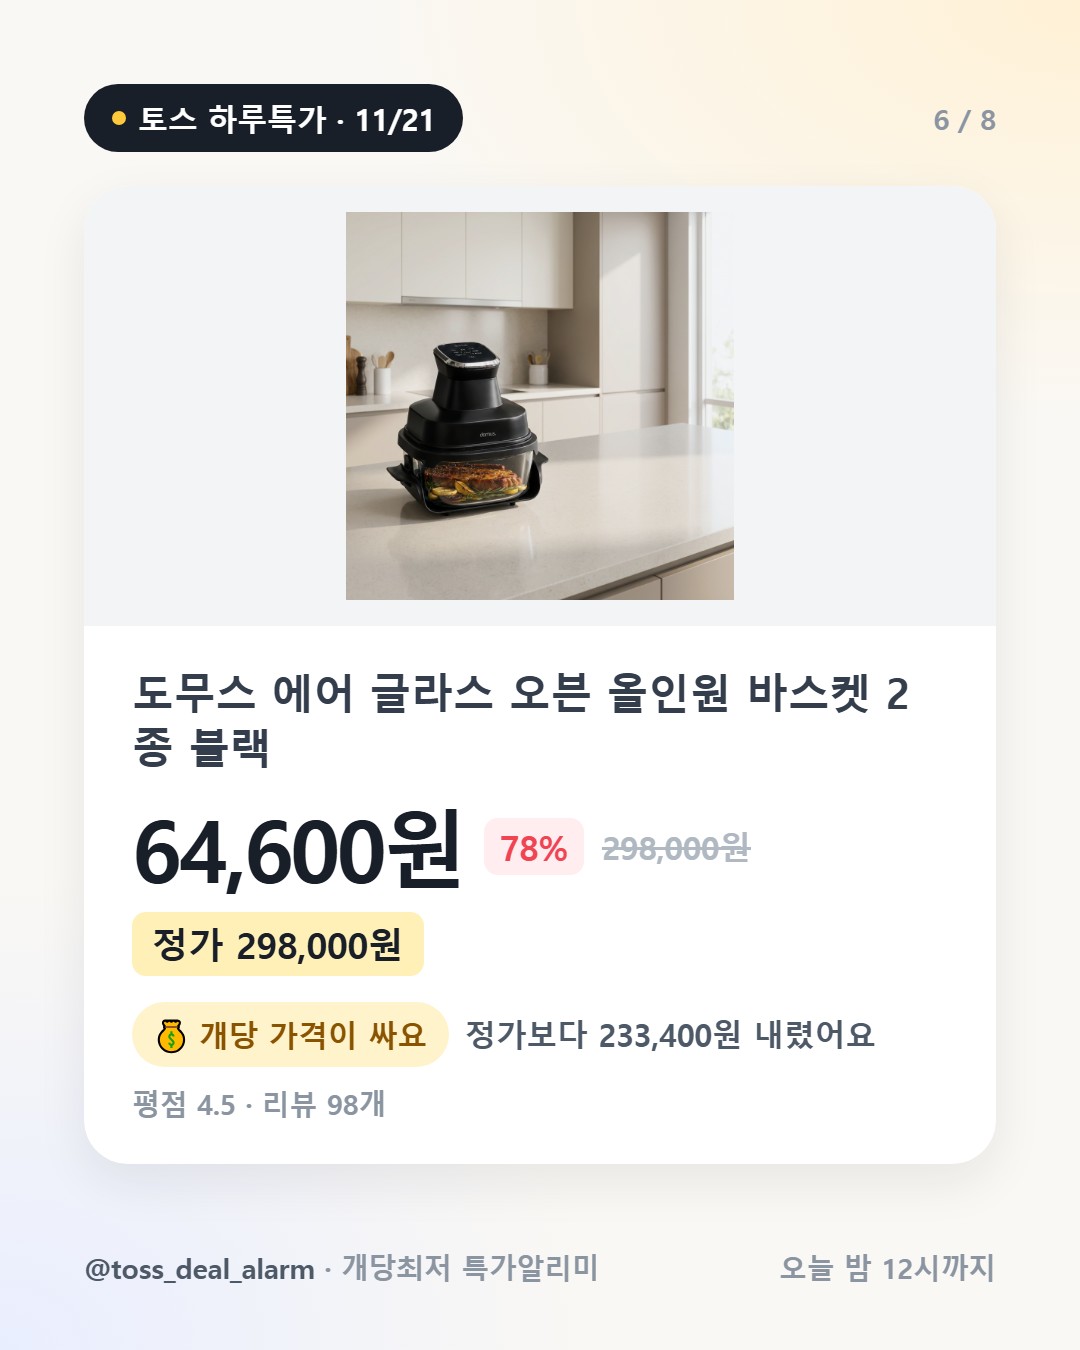 토스 하루특가 · 11/21
6 / 8
도무스 에어 글라스 오븐 올인원 바스켓 2
종 블랙
64,600원 78% 298,000원
정가 298,000원
개당 가격이 싸요 정가보다 233,400원 내렸어요
평점 4.5 · 리뷰 98개
@toss_deal_alarm · 개당최저 특가알리미
오늘 밤 12시까지